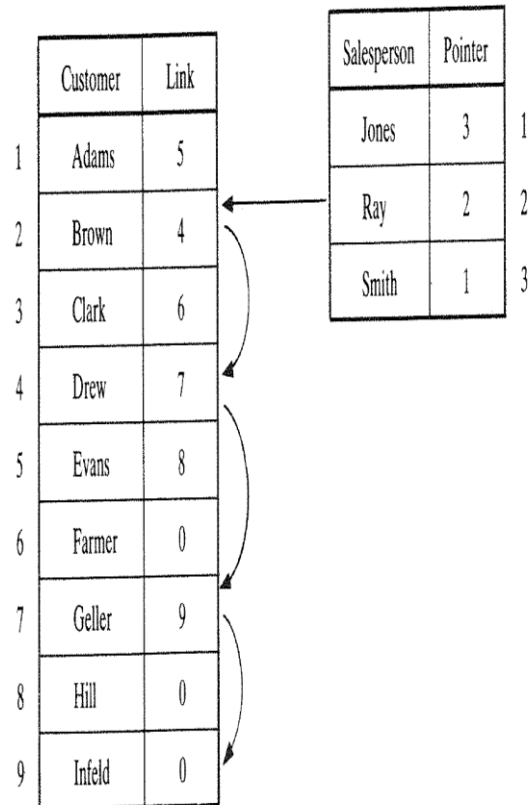 Customer Link
1 Adams 5
2 Brown 4
3 Clark 6
4 Drew 7
5 Evans 8
6 Farmer 0
7 Geller 9
8 Hill 0
9 Infeld 0
Salesperson Pointer
Jones 3 1
Ray 2 2
Smith 1 3